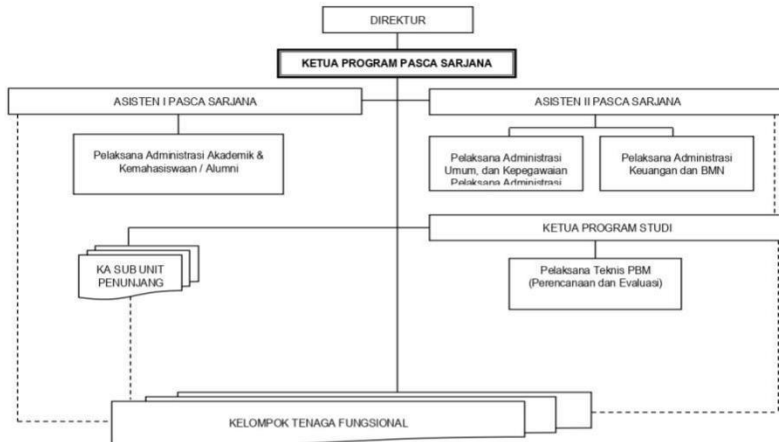 DIREKTUR
KETUA PROGRAM PASCA SARJANA
ASISTEN I PASCA SARJANA
ASISTEN II PASCA SARJANA
Pelaksana Administrasi Akademik &
Kemahasiswaan / Alumni
Pelaksana Administrasi
Umum, dan Kepegawaian
Pelaksana Administrasi
Pelaksana Administrasi
Keuangan dan BMN
KETUA PROGRAM STUDI
KA SUB UNIT
PENUNJANG
Pelaksana Teknis PBM
(Perencanaan dan Evaluasi)
KELOMPOK TENAGA FUNGSIONAL